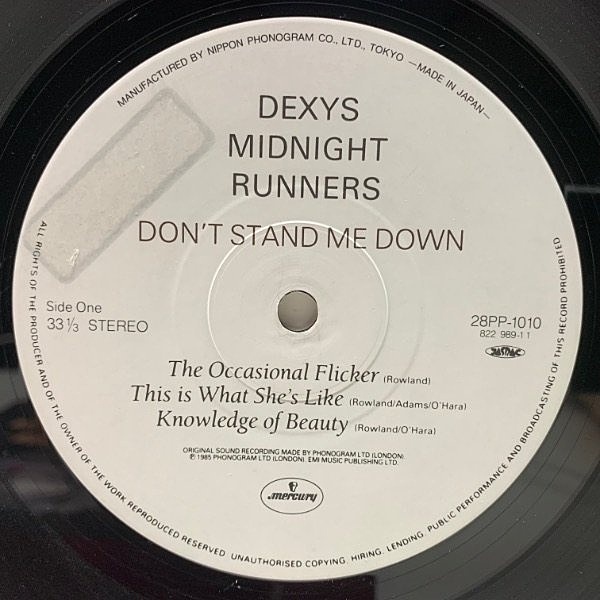 MANUFACTURED BY NIPPON PHONOGRAM CO., LTD., TOKYO —MADE IN JAPAN—
DEXYS
MIDNIGHT
RUNNERS
DON'T STAND ME DOWN
Side One
33 1/3 STEREO
28PP-1010
822 989-1 1
JASRAC
The Occasional Flicker (Rowland)
This is What She's Like (Rowland/Adams/O'Hara)
Knowledge of Beauty (Rowland/O'Hara)
ORIGINAL SOUND RECORDING MADE BY PHONOGRAM LTD (LONDON).
℗ 1985 PHONOGRAM LTD (LONDON). EMI MUSIC PUBLISHING LTD.
mercury
ALL RIGHTS OF THE PRODUCER AND OF THE OWNER OF THE WORK REPRODUCED RESERVED. UNAUTHORISED COPYING, HIRING, LENDING, PUBLIC PERFORMANCE AND BROADCASTING OF THIS RECORD PROHIBITED